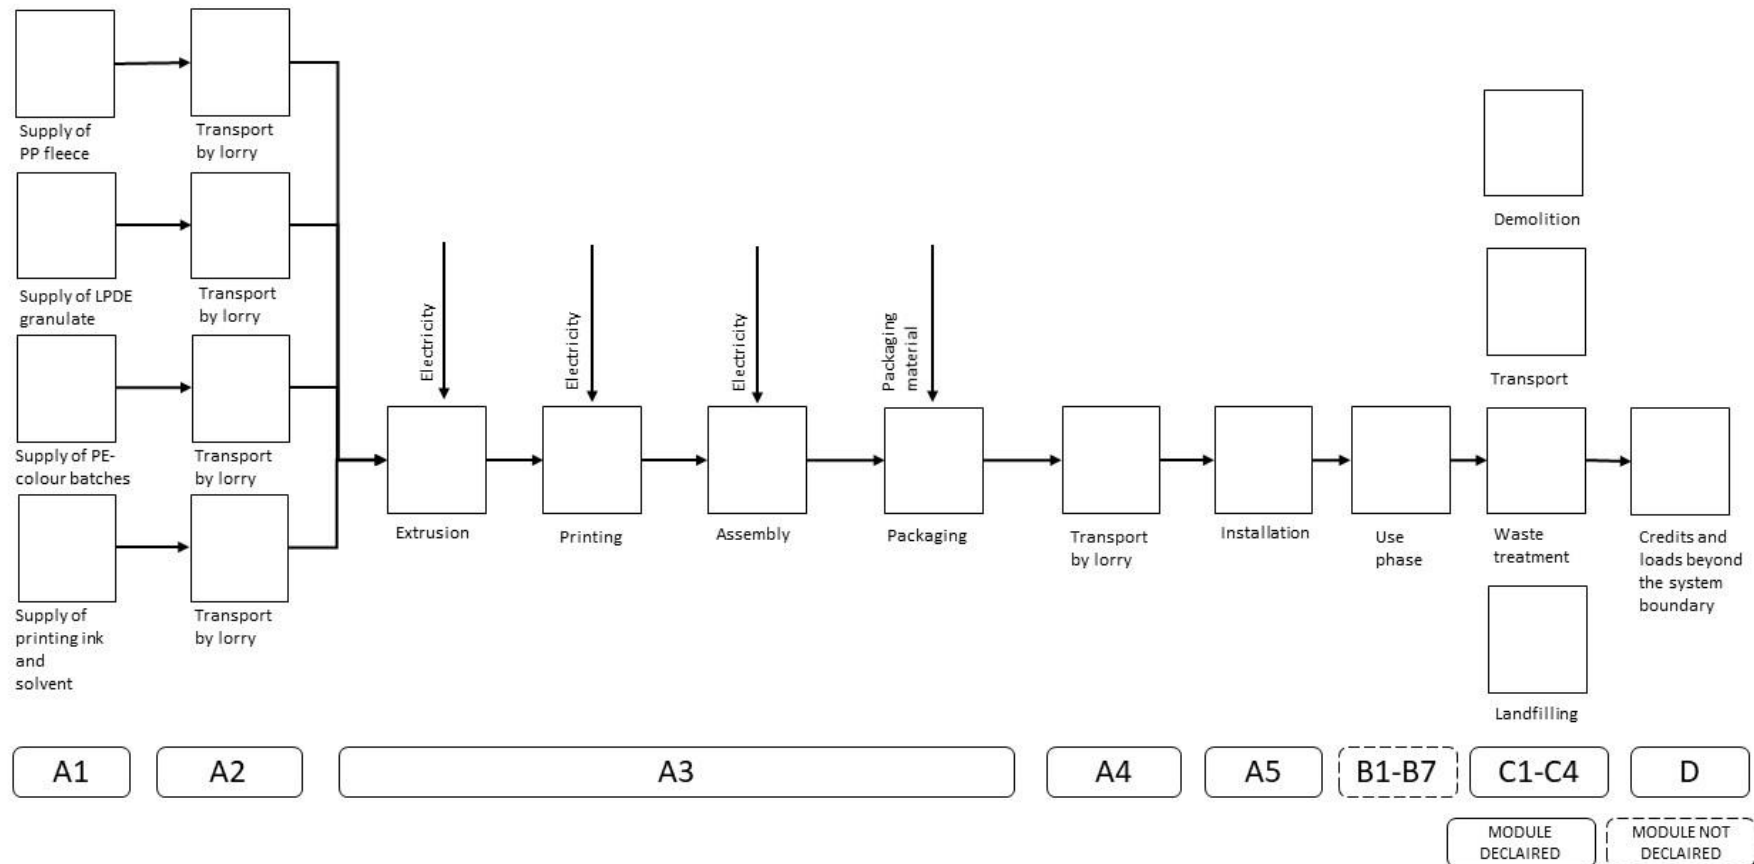 Supply of
PP fleece
Transport
by lorry
Supply of LPDE
granulate
Transport
by lorry
Supply of PE-
colour batches
Transport
by lorry
Supply of
printing ink
and
solvent
Transport
by lorry
Electricity
Electricity
Electricity
Packaging
material
Extrusion
Printing
Assembly
Packaging
Transport
by lorry
Installation
Use
phase
Demolition
Transport
Waste
treatment
Landfilling
Credits and
loads beyond
the system
boundary
A1
A2
A3
A4
A5
B1-B7
C1-C4
D
MODULE
DECLAIRED
MODULE NOT
DECLAIRED